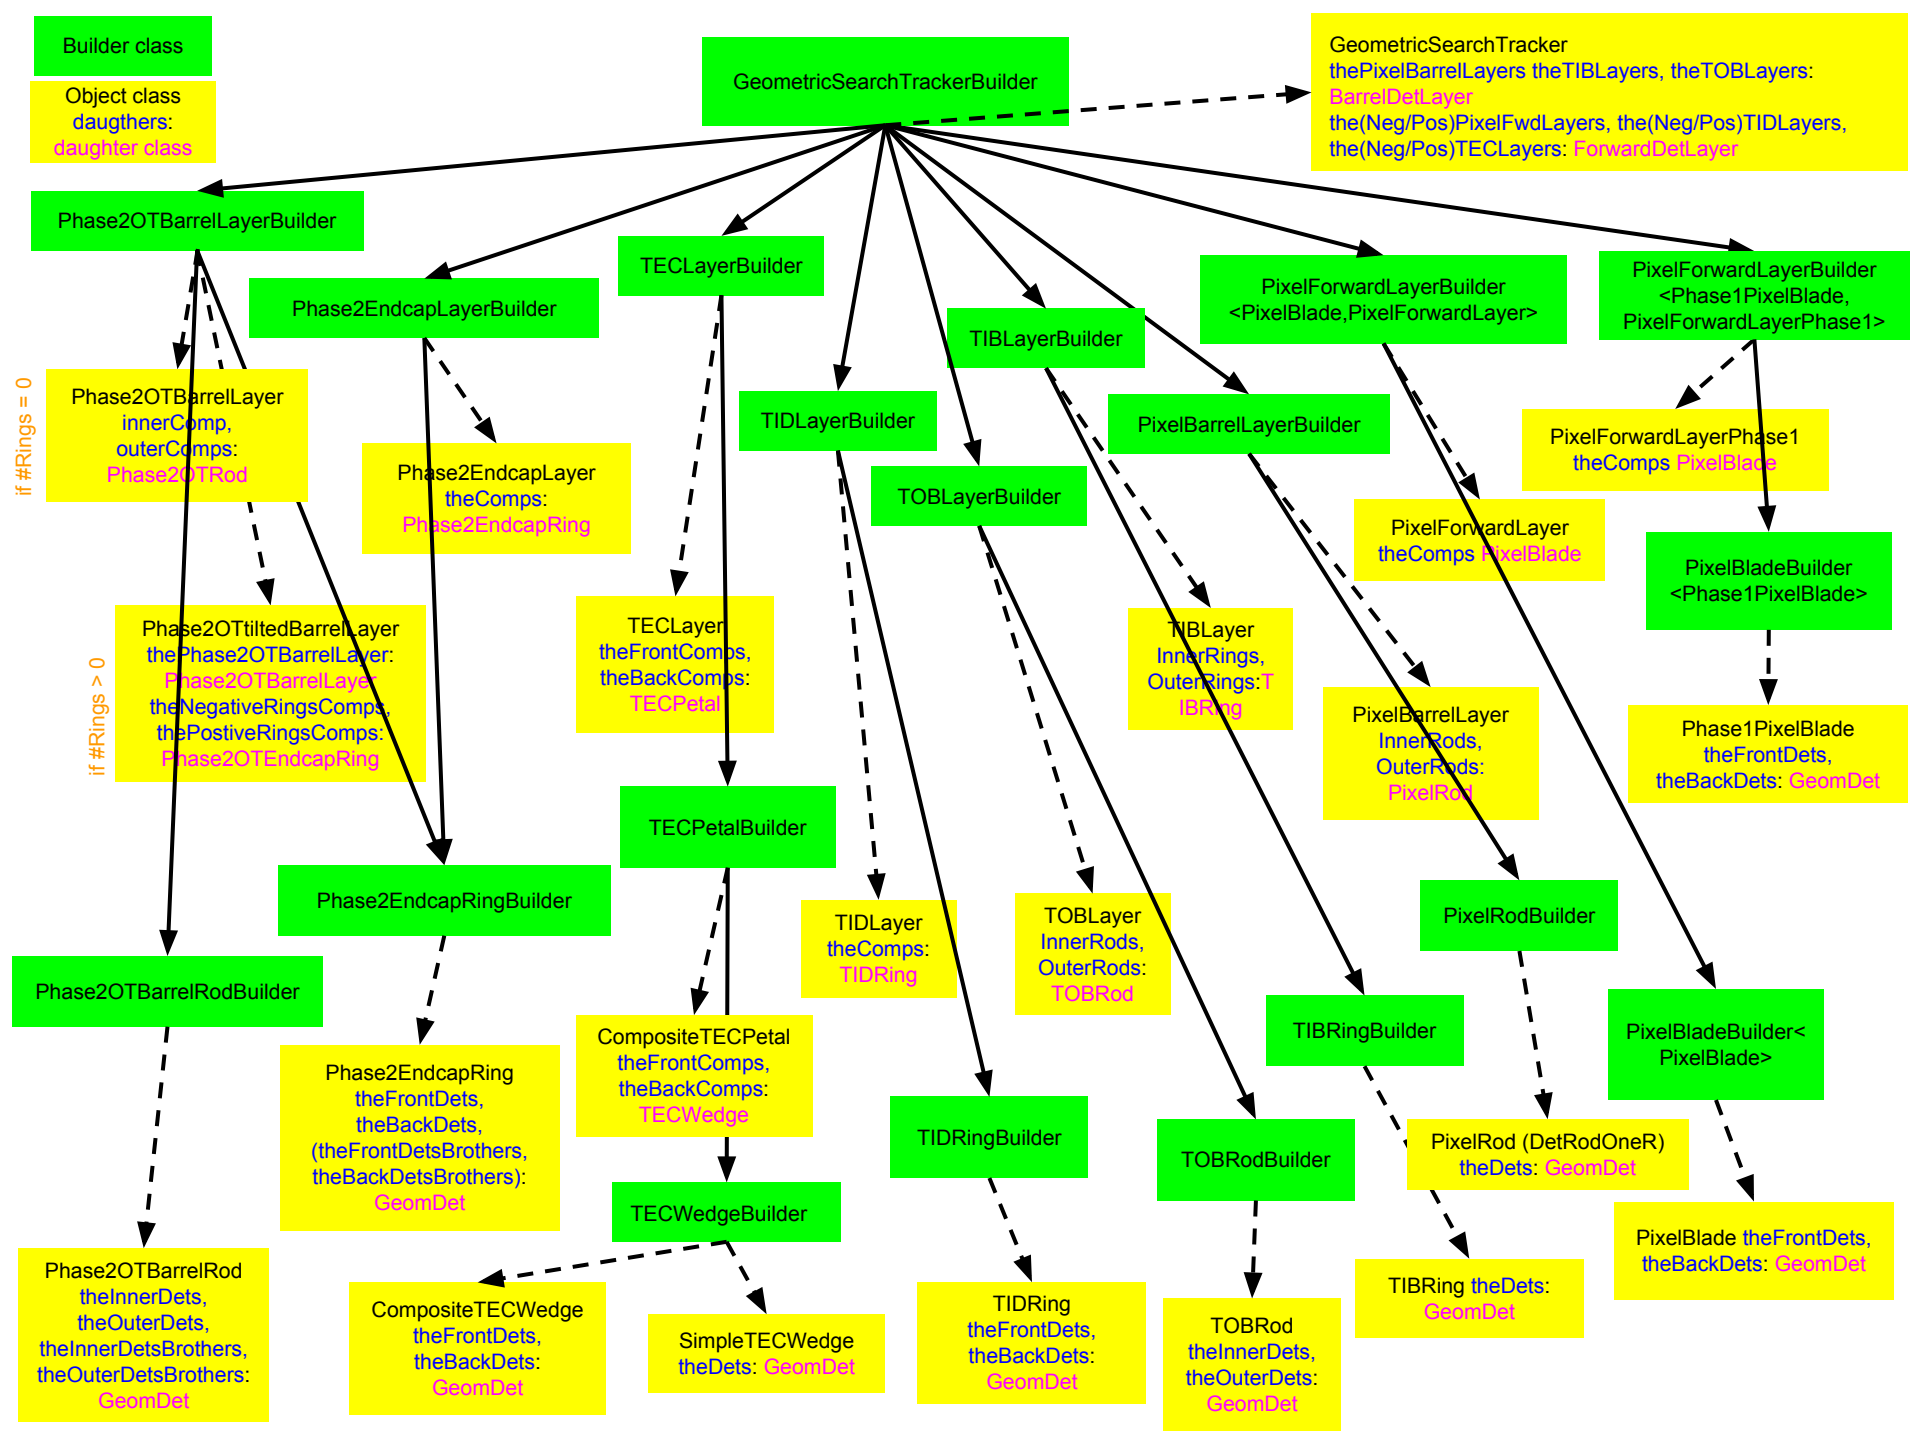 Builder class
Object class
daugthers:
daughter class
GeometricSearchTrackerBuilder
GeometricSearchTracker
thePixelBarrelLayers theTIBLayers, theTOBLayers:
BarrelDetLayer
the(Neg/Pos)PixelFwdLayers, the(Neg/Pos)TIDLayers,
the(Neg/Pos)TECLayers: ForwardDetLayer
Phase2OTBarrelLayerBuilder
Phase2EndcapLayerBuilder
TECLayerBuilder
TIDLayerBuilder
TOBLayerBuilder
TIBLayerBuilder
PixelBarrelLayerBuilder
PixelForwardLayerBuilder
<PixelBlade,PixelForwardLayer>
PixelForwardLayerBuilder
<Phase1PixelBlade,
PixelForwardLayerPhase1>
if #Rings = 0
Phase2OTBarrelLayer
innerComp,
outerComps:
Phase2OTRod
Phase2EndcapLayer
theComps:
Phase2EndcapRing
PixelForwardLayer
theComps PixelBlade
PixelForwardLayerPhase1
theComps PixelBlade
PixelBladeBuilder
<Phase1PixelBlade>
if #Rings > 0
Phase2OTtiltedBarrelLayer
thePhase2OTBarrelLayer:
Phase2OTBarrelLayer
theNegativeRingsComps,
thePostiveRingsComps:
Phase2OTEndcapRing
TECLayer
theFrontComps,
theBackComps:
TECPetal
TIBLayer
InnerRings,
OuterRings:T
IBRing
PixelBarrelLayer
InnerRods,
OuterRods:
PixelRod
Phase1PixelBlade
theFrontDets,
theBackDets: GeomDet
TECPetalBuilder
Phase2EndcapRingBuilder
TIDLayer
theComps:
TIDRing
TOBLayer
InnerRods,
OuterRods:
TOBRod
PixelRodBuilder
Phase2OTBarrelRodBuilder
TIBRingBuilder
PixelBladeBuilder<
PixelBlade>
Phase2EndcapRing
theFrontDets,
theBackDets,
(theFrontDetsBrothers,
theBackDetsBrothers):
GeomDet
CompositeTECPetal
theFrontComps,
theBackComps:
TECWedge
TIDRingBuilder
TOBRodBuilder
PixelRod (DetRodOneR)
theDets: GeomDet
TECWedgeBuilder
PixelBlade theFrontDets,
theBackDets: GeomDet
Phase2OTBarrelRod
theInnerDets,
theOuterDets,
theInnerDetsBrothers,
theOuterDetsBrothers:
GeomDet
CompositeTECWedge
theFrontDets,
theBackDets:
GeomDet
SimpleTECWedge
theDets: GeomDet
TIDRing
theFrontDets,
theBackDets:
GeomDet
TOBRod
theInnerDets,
theOuterDets:
GeomDet
TIBRing theDets:
GeomDet